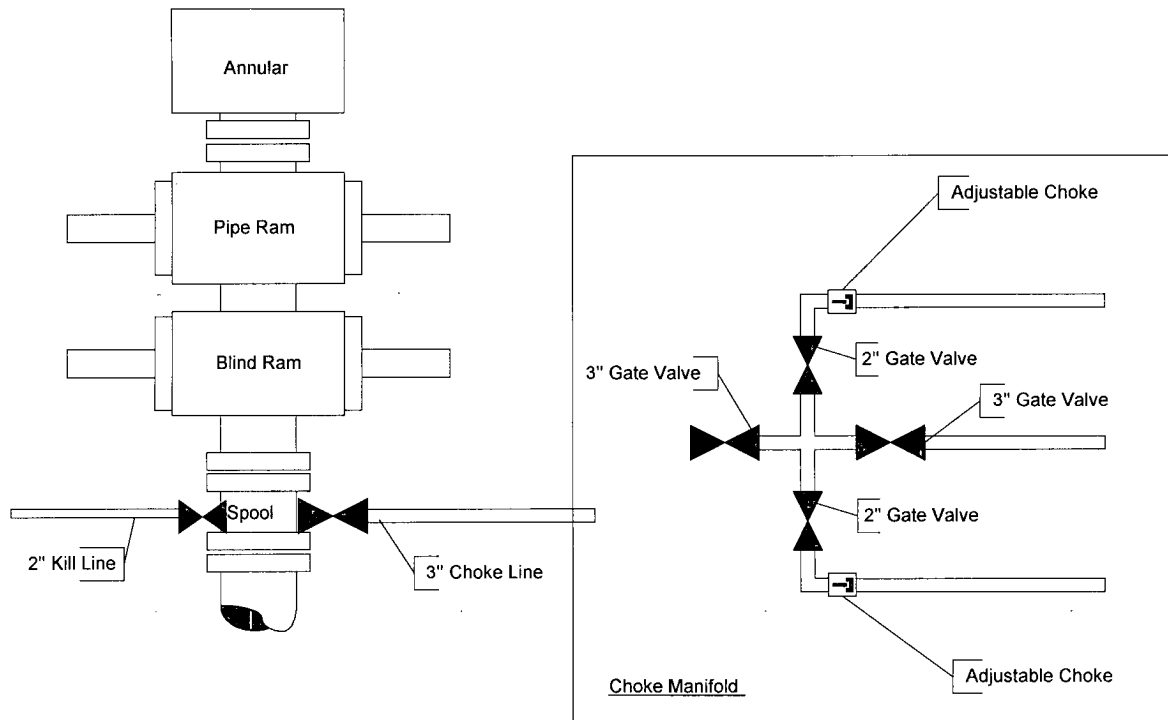 Annular
Pipe Ram
Blind Ram
Spool
2" Kill Line
3" Choke Line
Adjustable Choke
2" Gate Valve
3" Gate Valve
3" Gate Valve
2" Gate Valve
Adjustable Choke
Choke Manifold